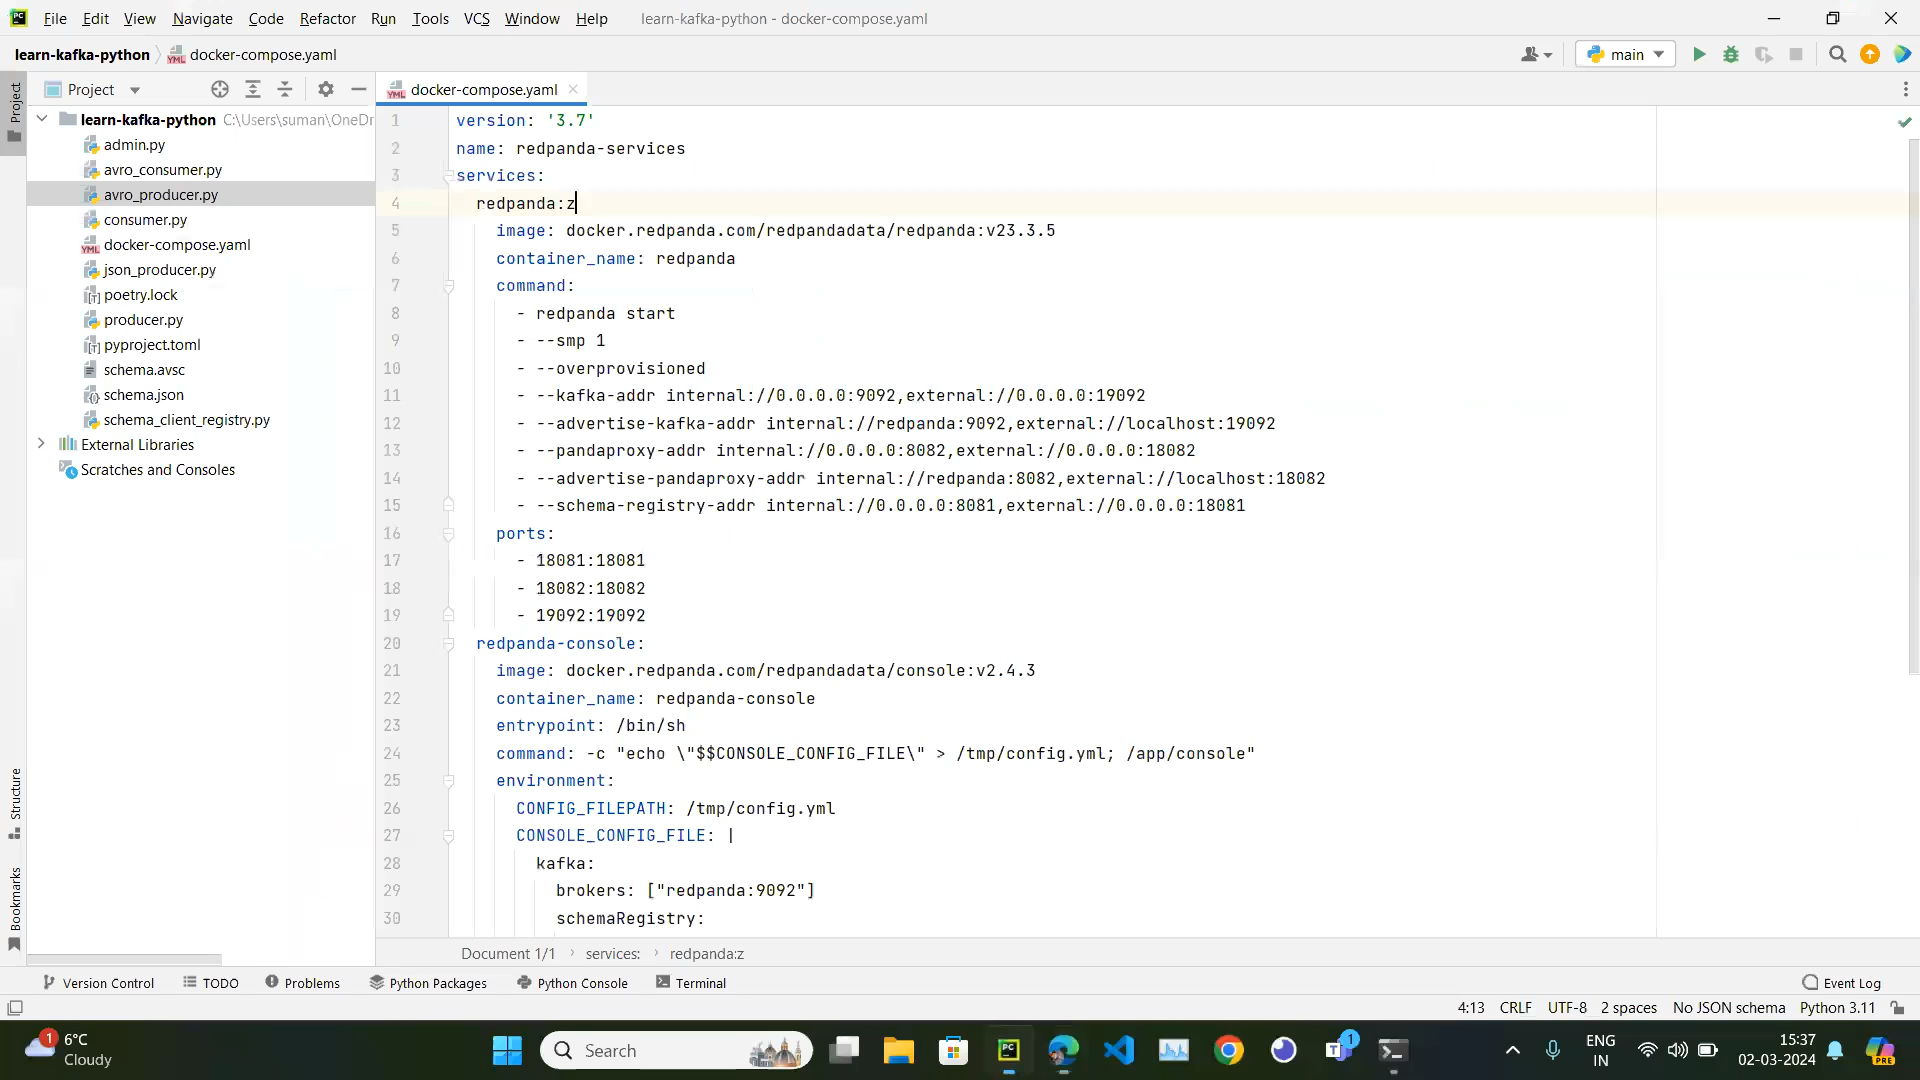 File Edit View Navigate Code Refactor Run Tools VCS Window Help learn-kafka-python - docker-compose.yaml
learn-kafka-python docker-compose.yaml main
Project docker-compose.yaml
Project
learn-kafka-python C:\Users\suman\OneDr
admin.py
avro_consumer.py
avro_producer.py
consumer.py
docker-compose.yaml
json_producer.py
poetry.lock
producer.py
pyproject.toml
schema.avsc
schema.json
schema_client_registry.py
External Libraries
Scratches and Consoles
Structure
Bookmarks
1 version: '3.7'
2 name: redpanda-services
3 services:
4 redpanda:z
5 image: docker.redpanda.com/redpandadata/redpanda:v23.3.5
6 container_name: redpanda
7 command:
8 - redpanda start
9 - --smp 1
10 - --overprovisioned
11 - --kafka-addr internal://0.0.0.0:9092,external://0.0.0.0:19092
12 - --advertise-kafka-addr internal://redpanda:9092,external://localhost:19092
13 - --pandaproxy-addr internal://0.0.0.0:8082,external://0.0.0.0:18082
14 - --advertise-pandaproxy-addr internal://redpanda:8082,external://localhost:18082
15 - --schema-registry-addr internal://0.0.0.0:8081,external://0.0.0.0:18081
16 ports:
17 - 18081:18081
18 - 18082:18082
19 - 19092:19092
20 redpanda-console:
21 image: docker.redpanda.com/redpandadata/console:v2.4.3
22 container_name: redpanda-console
23 entrypoint: /bin/sh
24 command: -c "echo \"$$CONSOLE_CONFIG_FILE\" > /tmp/config.yml; /app/console"
25 environment:
26 CONFIG_FILEPATH: /tmp/config.yml
27 CONSOLE_CONFIG_FILE: |
28 kafka:
29 brokers: ["redpanda:9092"]
30 schemaRegistry:
Document 1/1 › services: › redpanda:z
Version Control TODO Problems Python Packages Python Console Terminal Event Log
4:13 CRLF UTF-8 2 spaces No JSON schema Python 3.11
1 6°C
Cloudy
Search
1
ENG
IN
15:37
02-03-2024
PRE